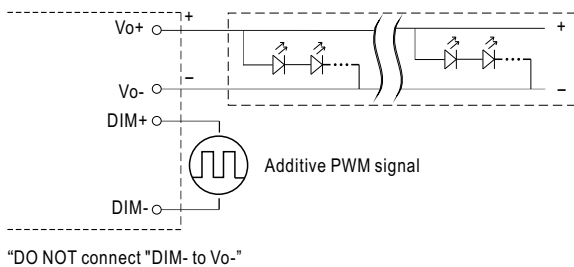 Vo+
+
+
−
−
Vo-
DIM+
Additive PWM signal
DIM-
“DO NOT connect "DIM- to Vo-”